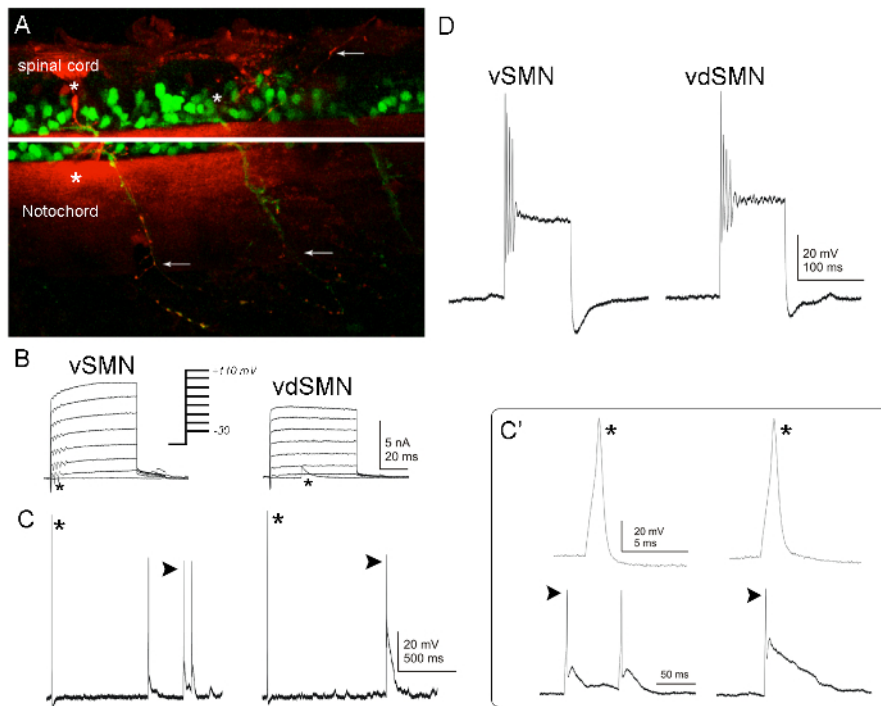 A
spinal cord
*
*
*
Notochord
B
vSMN
-110 mV
-30
vdSMN
5 nA
20 ms
*
*
C
*
*
20 mV
500 ms
D
vSMN
vdSMN
20 mV
100 ms
C'
*
*
20 mV
5 ms
50 ms